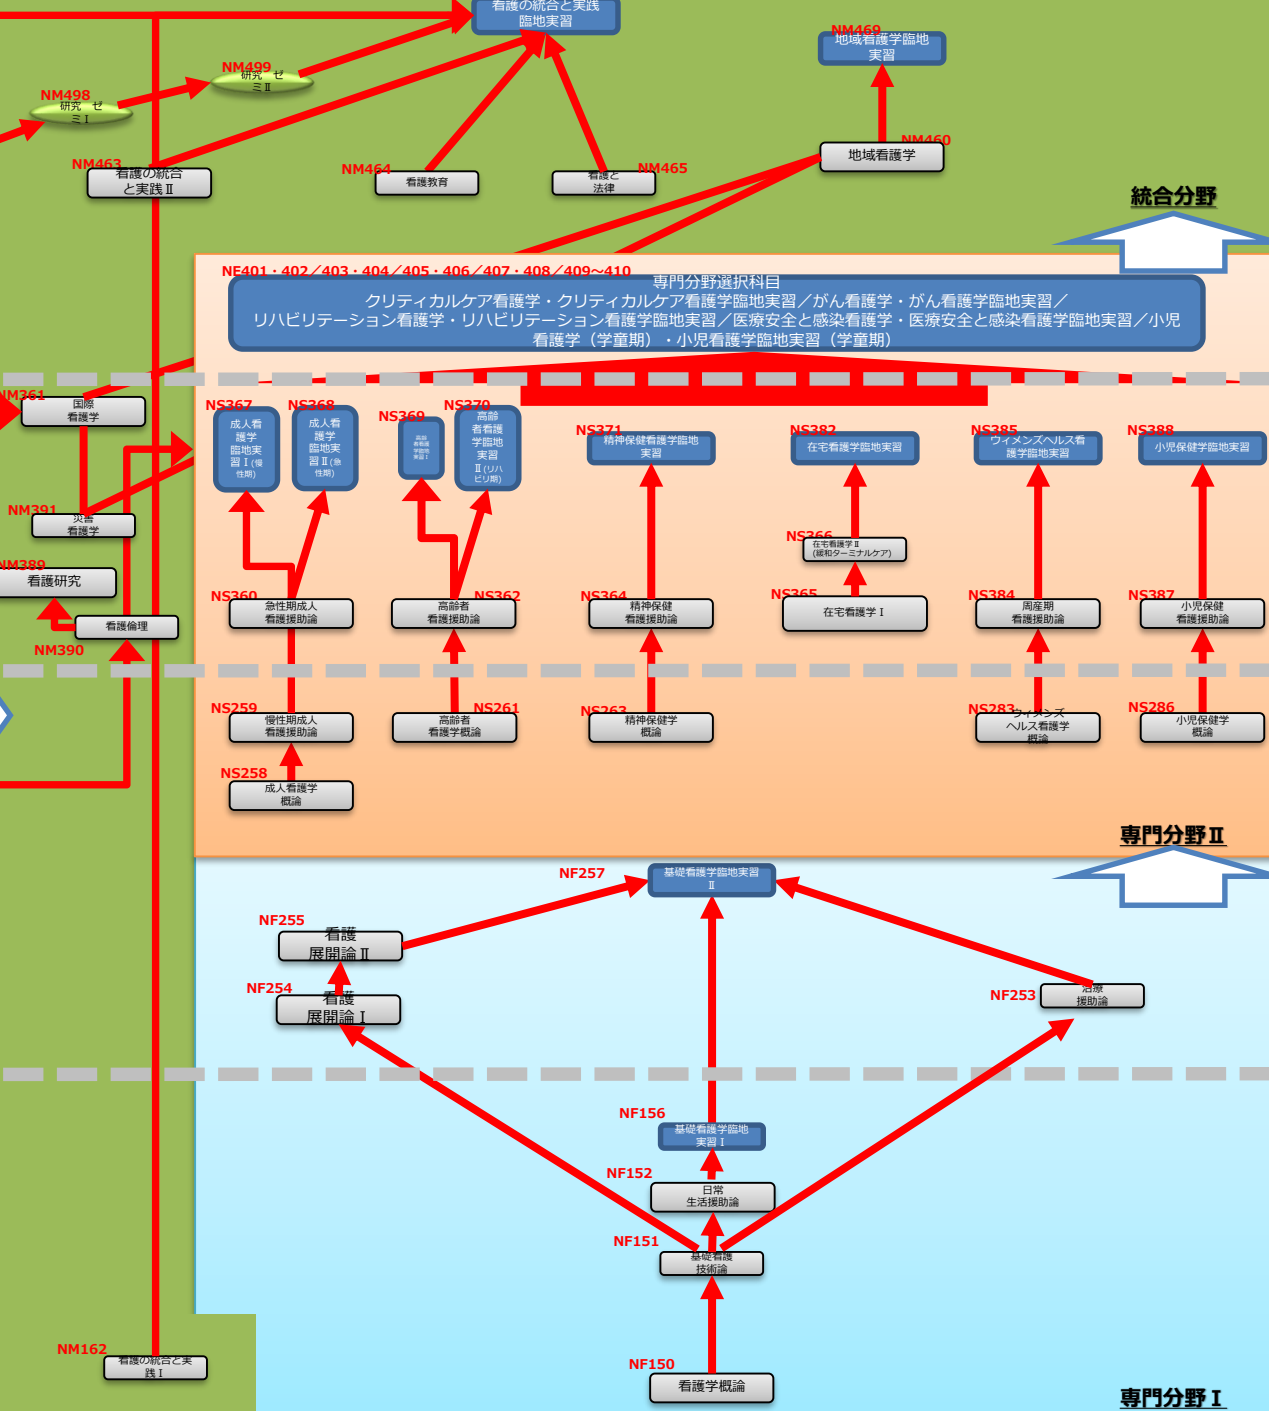 看護の統合と実践
臨地実習
NM469
地域看護学臨地
実習
NM499
研究　ゼ
ミⅡ
NM498
研究　ゼ
ミⅠ
NM460
地域看護学
NM463
看護の統合
と実践Ⅱ
NM464
看護教育
NM465
看護と
法律
統合分野
NF401・402／403・404／405・406／407・408／409～410
専門分野選択科目
クリティカルケア看護学・クリティカルケア看護学臨地実習／がん看護学・がん看護学臨地実習／
リハビリテーション看護学・リハビリテーション看護学臨地実習／医療安全と感染看護学・医療安全と感染看護学臨地実習／小児
看護学（学童期）・小児看護学臨地実習（学童期）
NM361
国際
看護学
NS367
成人看
護学
臨地実
習Ⅰ(慢
性期)
NS368
成人看
護学
臨地実
習Ⅱ(急
性期)
NS369
高齢
者看護
学臨地
実習Ⅰ
NS370
高齢
者看護
学臨地
実習
Ⅱ(リハ
ビリ期)
NS371
精神保健看護学臨地
実習
NS382
在宅看護学臨地実習
NS385
ウィメンズヘルス看
護学臨地実習
NS388
小児保健学臨地実習
NM391
災害
看護学
NS366
在宅看護学Ⅱ
(緩和ターミナルケア)
NM389
看護研究
NS360
急性期成人
看護援助論
NS362
高齢者
看護援助論
NS364
精神保健
看護援助論
NS365
在宅看護学Ⅰ
NS384
周産期
看護援助論
NS387
小児保健
看護援助論
看護倫理
NM390
NS259
慢性期成人
看護援助論
NS261
高齢者
看護学概論
NS263
精神保健学
概論
NS283
ウィメンズ
ヘルス看護学
概論
NS286
小児保健学
概論
NS258
成人看護学
概論
専門分野Ⅱ
NF257
基礎看護学臨地実習
Ⅱ
NF255
看護
展開論Ⅱ
NF254
看護
展開論Ⅰ
NF253
治療
援助論
NF156
基礎看護学臨地
実習Ⅰ
NF152
日常
生活援助論
NF151
基礎看護
技術論
NM162
看護の統合と実
践Ⅰ
NF150
看護学概論
専門分野Ⅰ